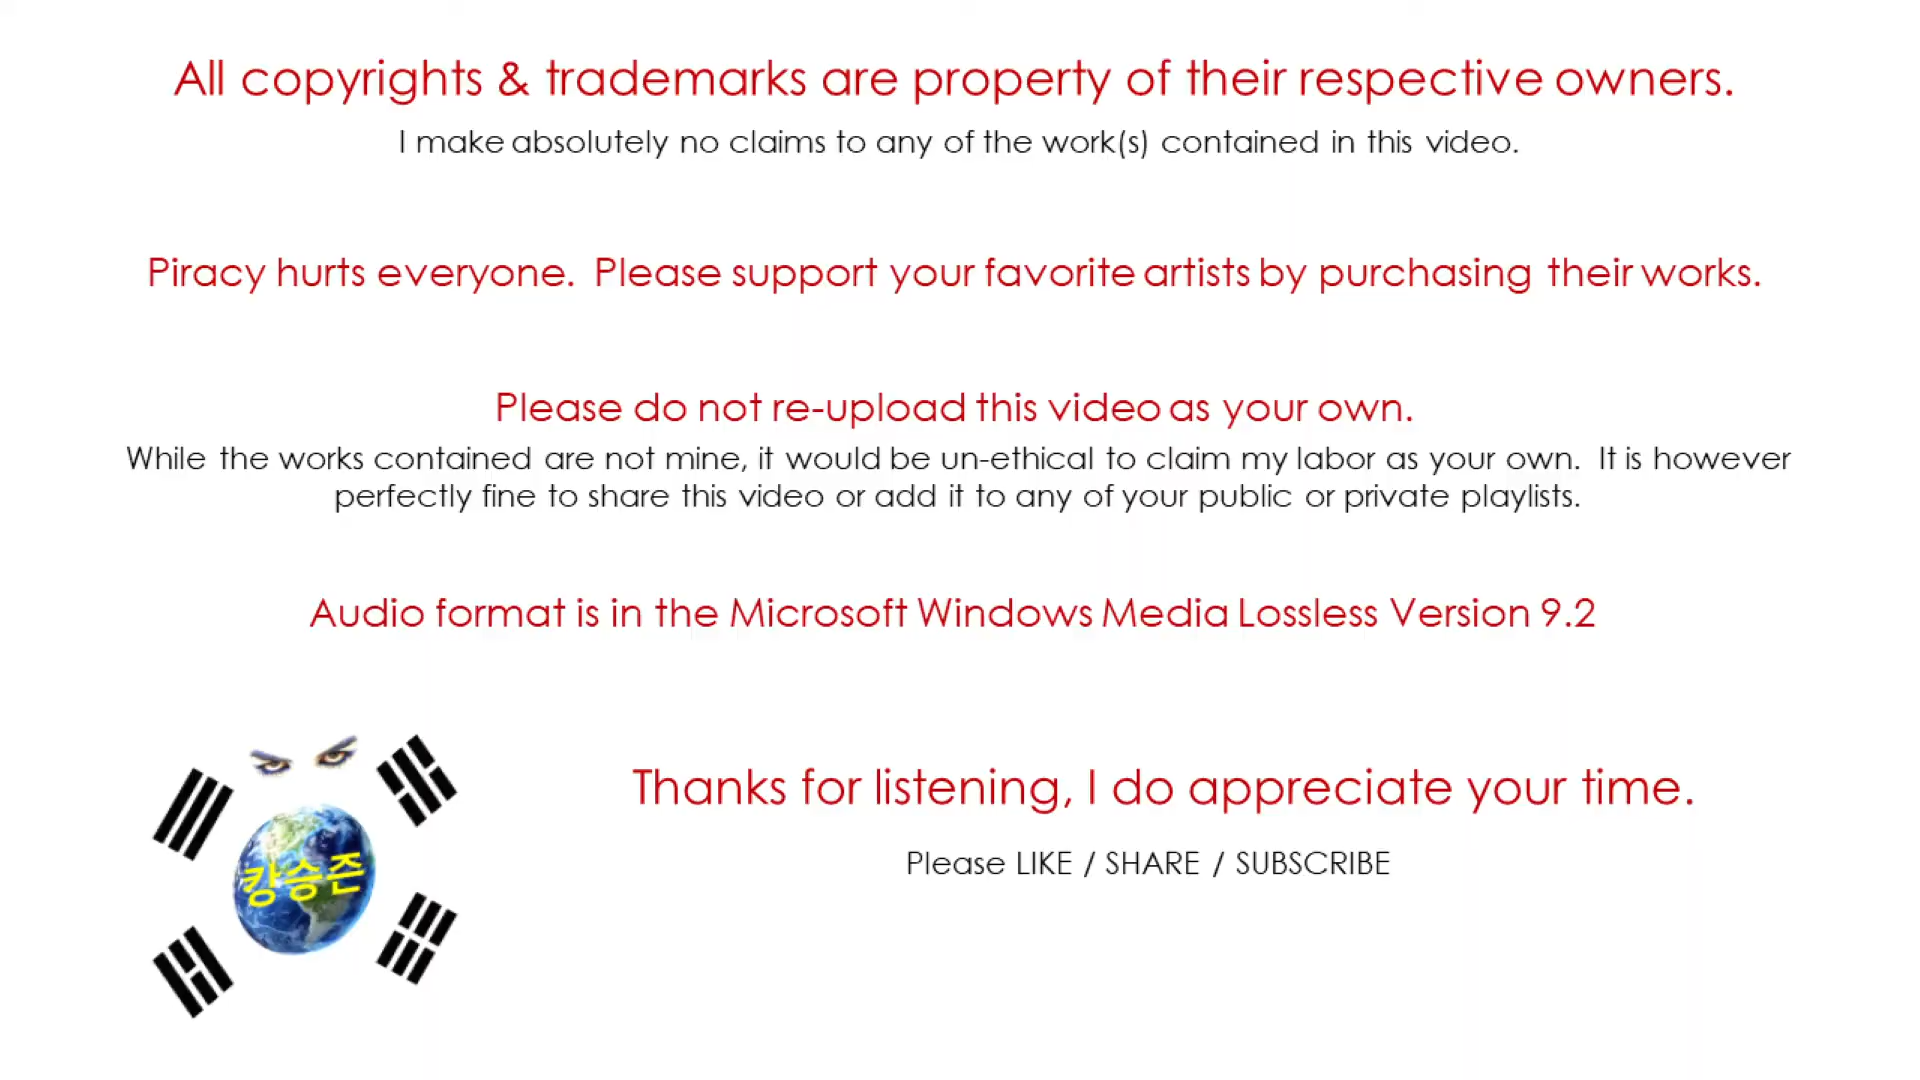 All copyrights & trademarks are property of their respective owners.
I make absolutely no claims to any of the work(s) contained in this video.
Piracy hurts everyone.  Please support your favorite artists by purchasing their works.
Please do not re-upload this video as your own.
While the works contained are not mine, it would be un-ethical to claim my labor as your own.  It is however
perfectly fine to share this video or add it to any of your public or private playlists.
Audio format is in the Microsoft Windows Media Lossless Version 9.2
Thanks for listening, I do appreciate your time.
Please LIKE / SHARE / SUBSCRIBE
캉승즌